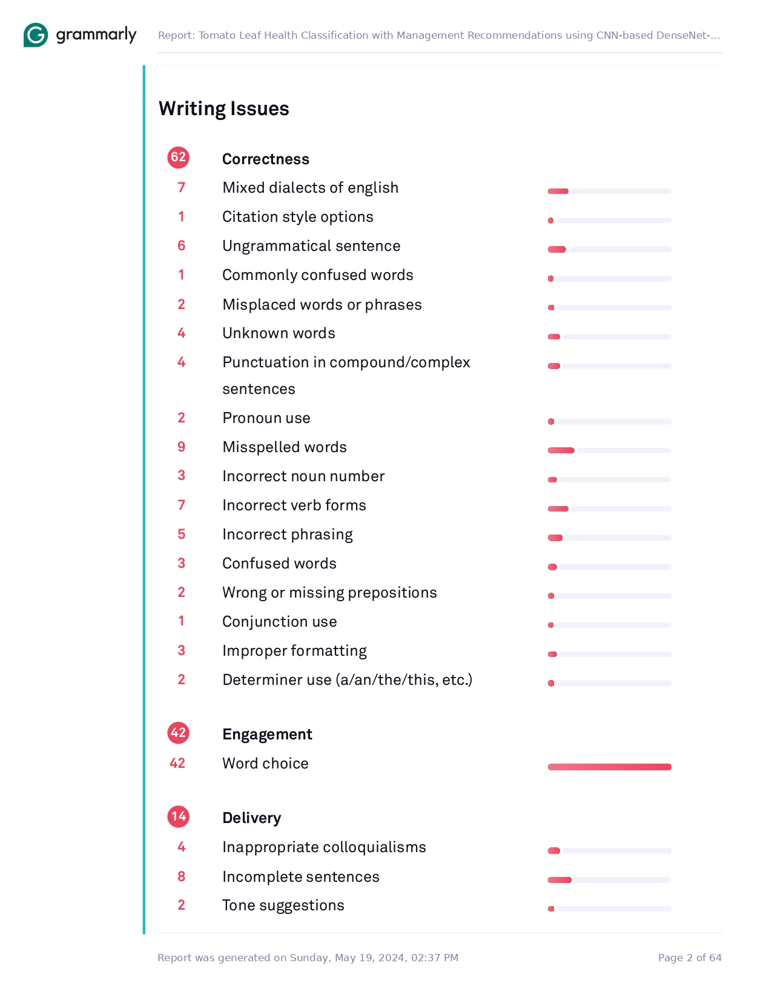 grammarly
Report: Tomato Leaf Health Classification with Management Recommendations using CNN-based DenseNet-...
Writing Issues
62 Correctness
7 Mixed dialects of english
1 Citation style options
6 Ungrammatical sentence
1 Commonly confused words
2 Misplaced words or phrases
4 Unknown words
4 Punctuation in compound/complex
sentences
2 Pronoun use
9 Misspelled words
3 Incorrect noun number
7 Incorrect verb forms
5 Incorrect phrasing
3 Confused words
2 Wrong or missing prepositions
1 Conjunction use
3 Improper formatting
2 Determiner use (a/an/the/this, etc.)
42 Engagement
42 Word choice
14 Delivery
4 Inappropriate colloquialisms
8 Incomplete sentences
2 Tone suggestions
Report was generated on Sunday, May 19, 2024, 02:37 PM
Page 2 of 64